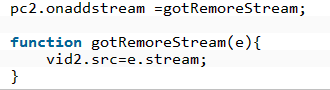 pc2.onaddstream =gotRemoreStream;
function gotRemoreStream(e){
    vid2.src=e.stream;
}